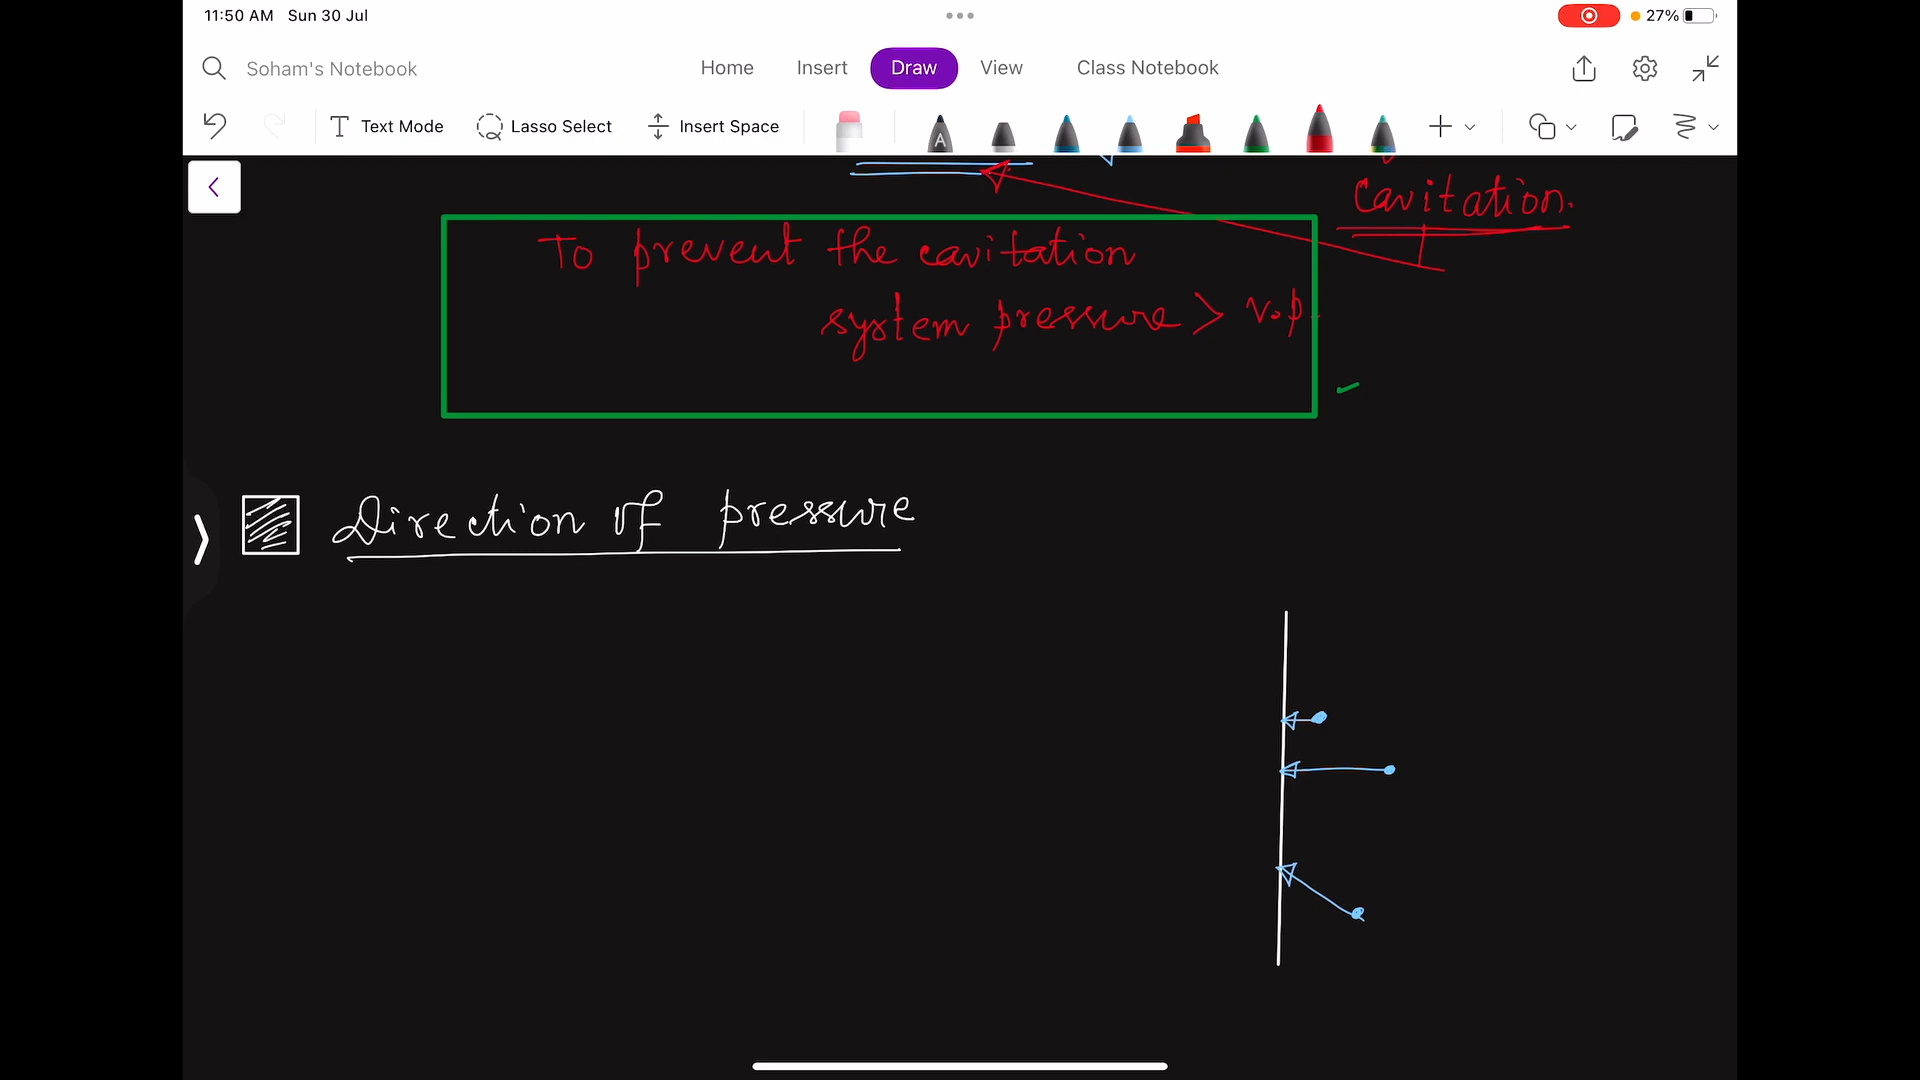 11:50 AM Sun 30 Jul
27%
Soham's Notebook
Home Insert Draw View Class Notebook
Text Mode Lasso Select Insert Space
A
Cavitation.
To prevent the cavitation
system pressure > v.p.
Direction of pressure